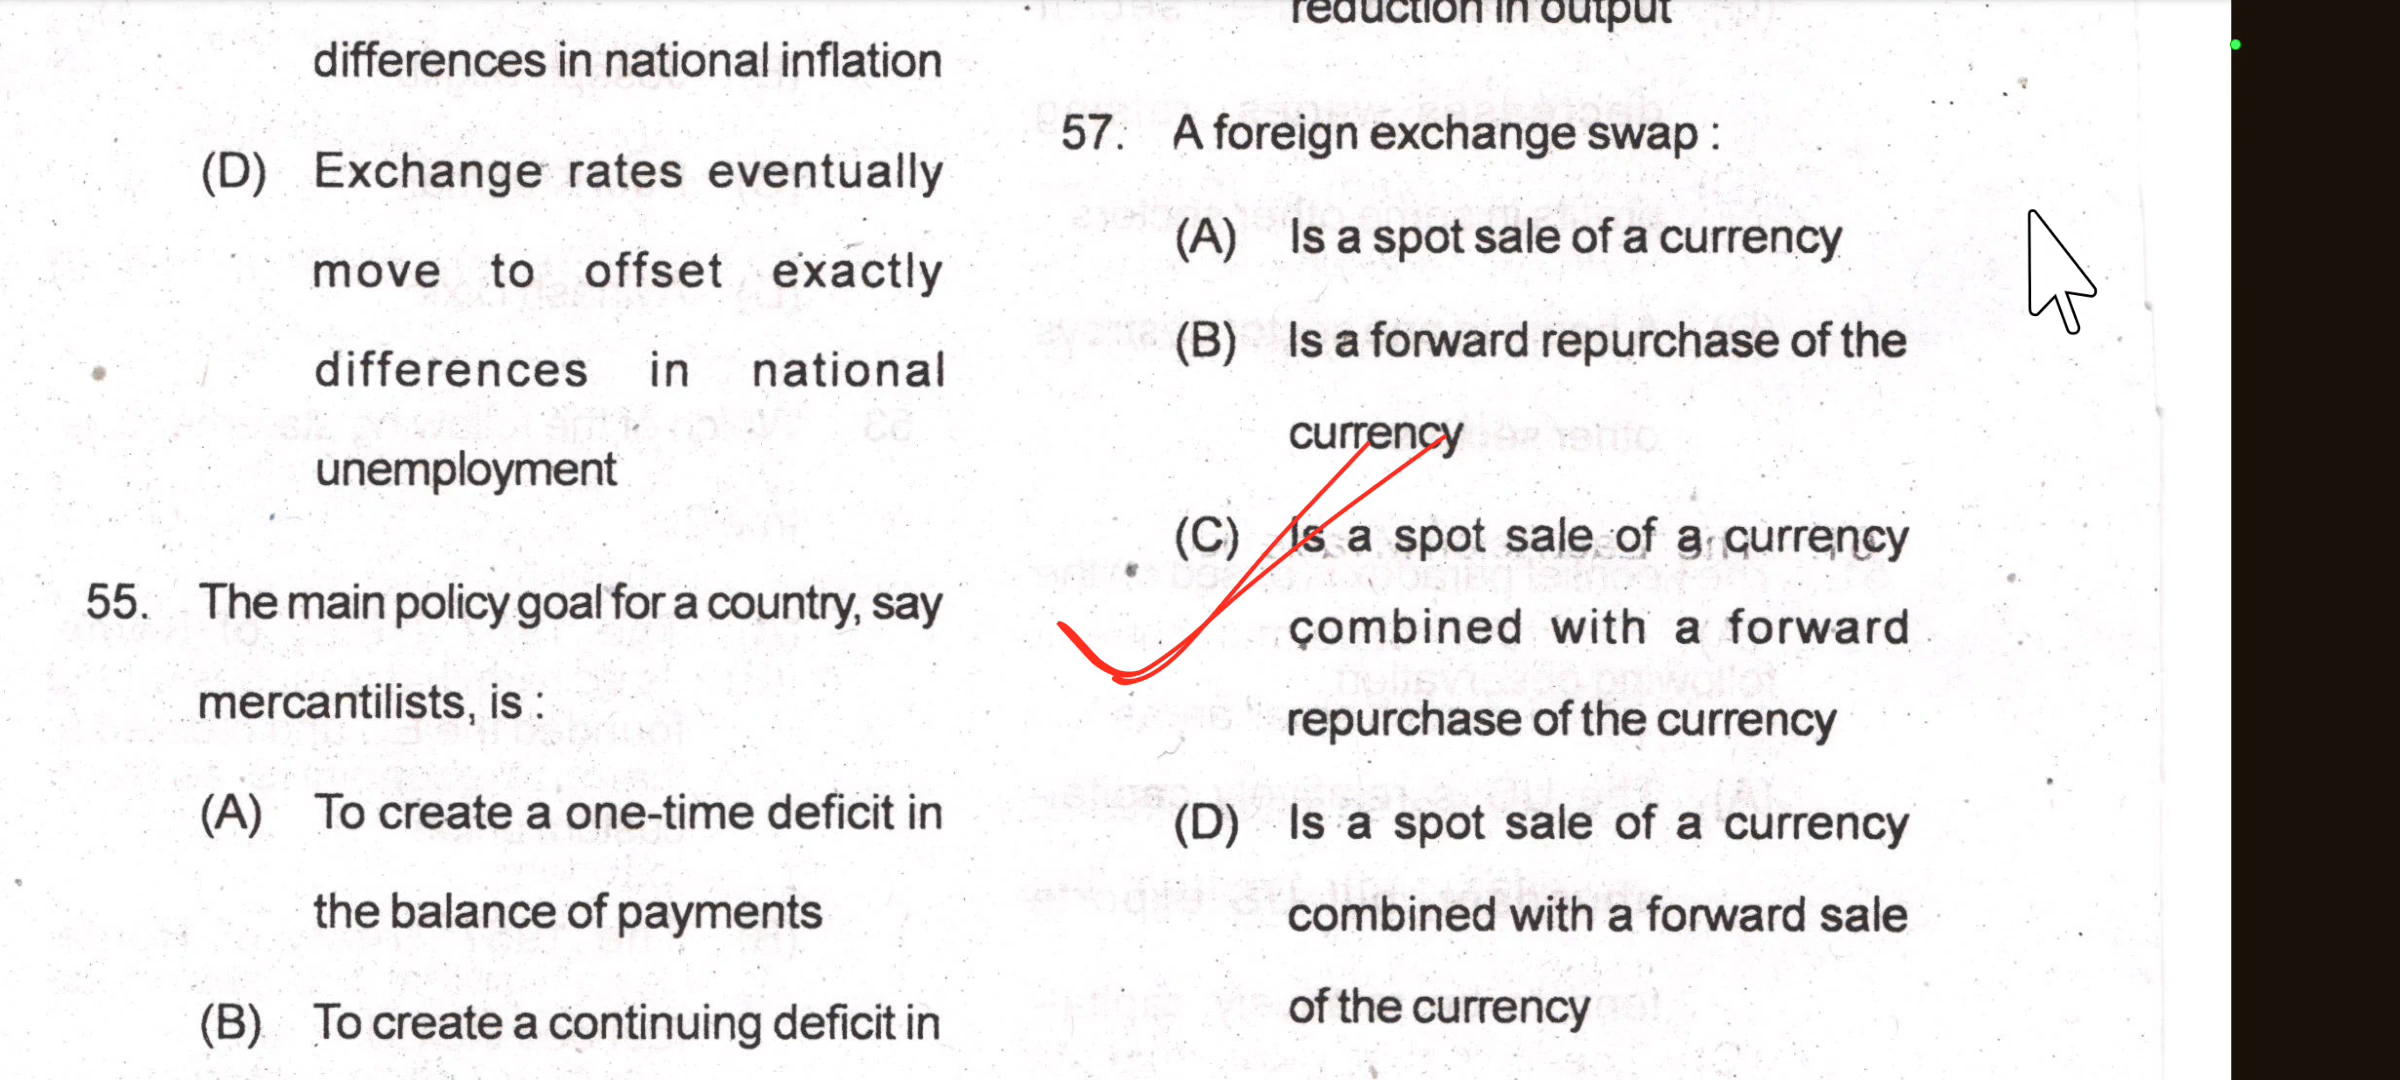 differences in national inflation
(D) Exchange rates eventually
move to offset exactly
differences in national
unemployment
55. The main policy goal for a country, say
mercantilists, is :
(A) To create a one-time deficit in
the balance of payments
(B) To create a continuing deficit in
reduction in output
57. A foreign exchange swap :
(A) Is a spot sale of a currency
(B) Is a forward repurchase of the
currency
(C) Is a spot sale of a currency
combined with a forward
repurchase of the currency
(D) Is a spot sale of a currency
combined with a forward sale
of the currency